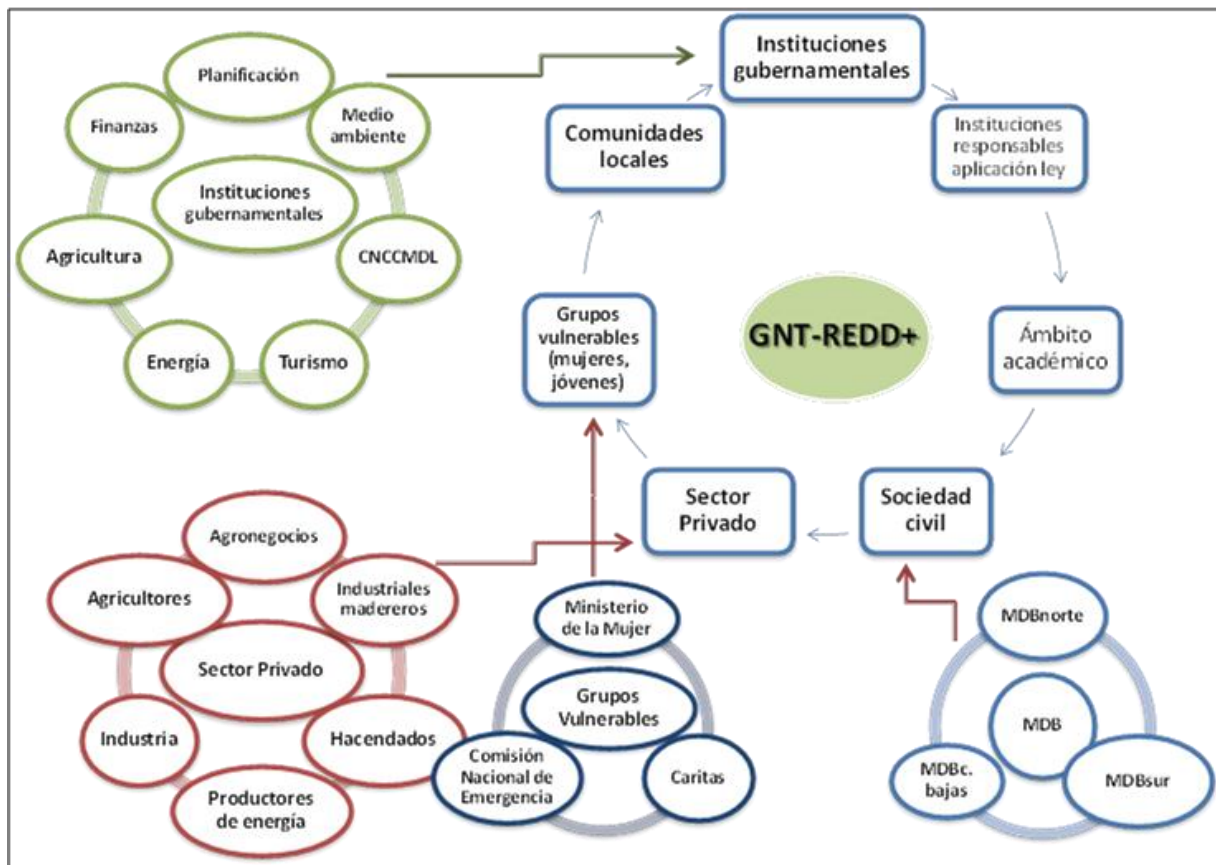 Planificación
Finanzas
Medio
ambiente
Instituciones
gubernamentales
Agricultura
CNCCMDL
Energía
Turismo
Instituciones
gubernamentales
Comunidades
locales
Instituciones
responsables
aplicación ley
Grupos
vulnerables
(mujeres,
jóvenes)
GNT-REDD+
Ámbito
académico
Sector
Privado
Sociedad
civil
Agronegocios
Agricultores
Industriales
madereros
Sector Privado
Industria
Hacendados
Productores
de energía
Ministerio
de la Mujer
Grupos
Vulnerables
Comisión
Nacional de
Emergencia
Caritas
MDBnorte
MDB
MDBc.
bajas
MDBsur